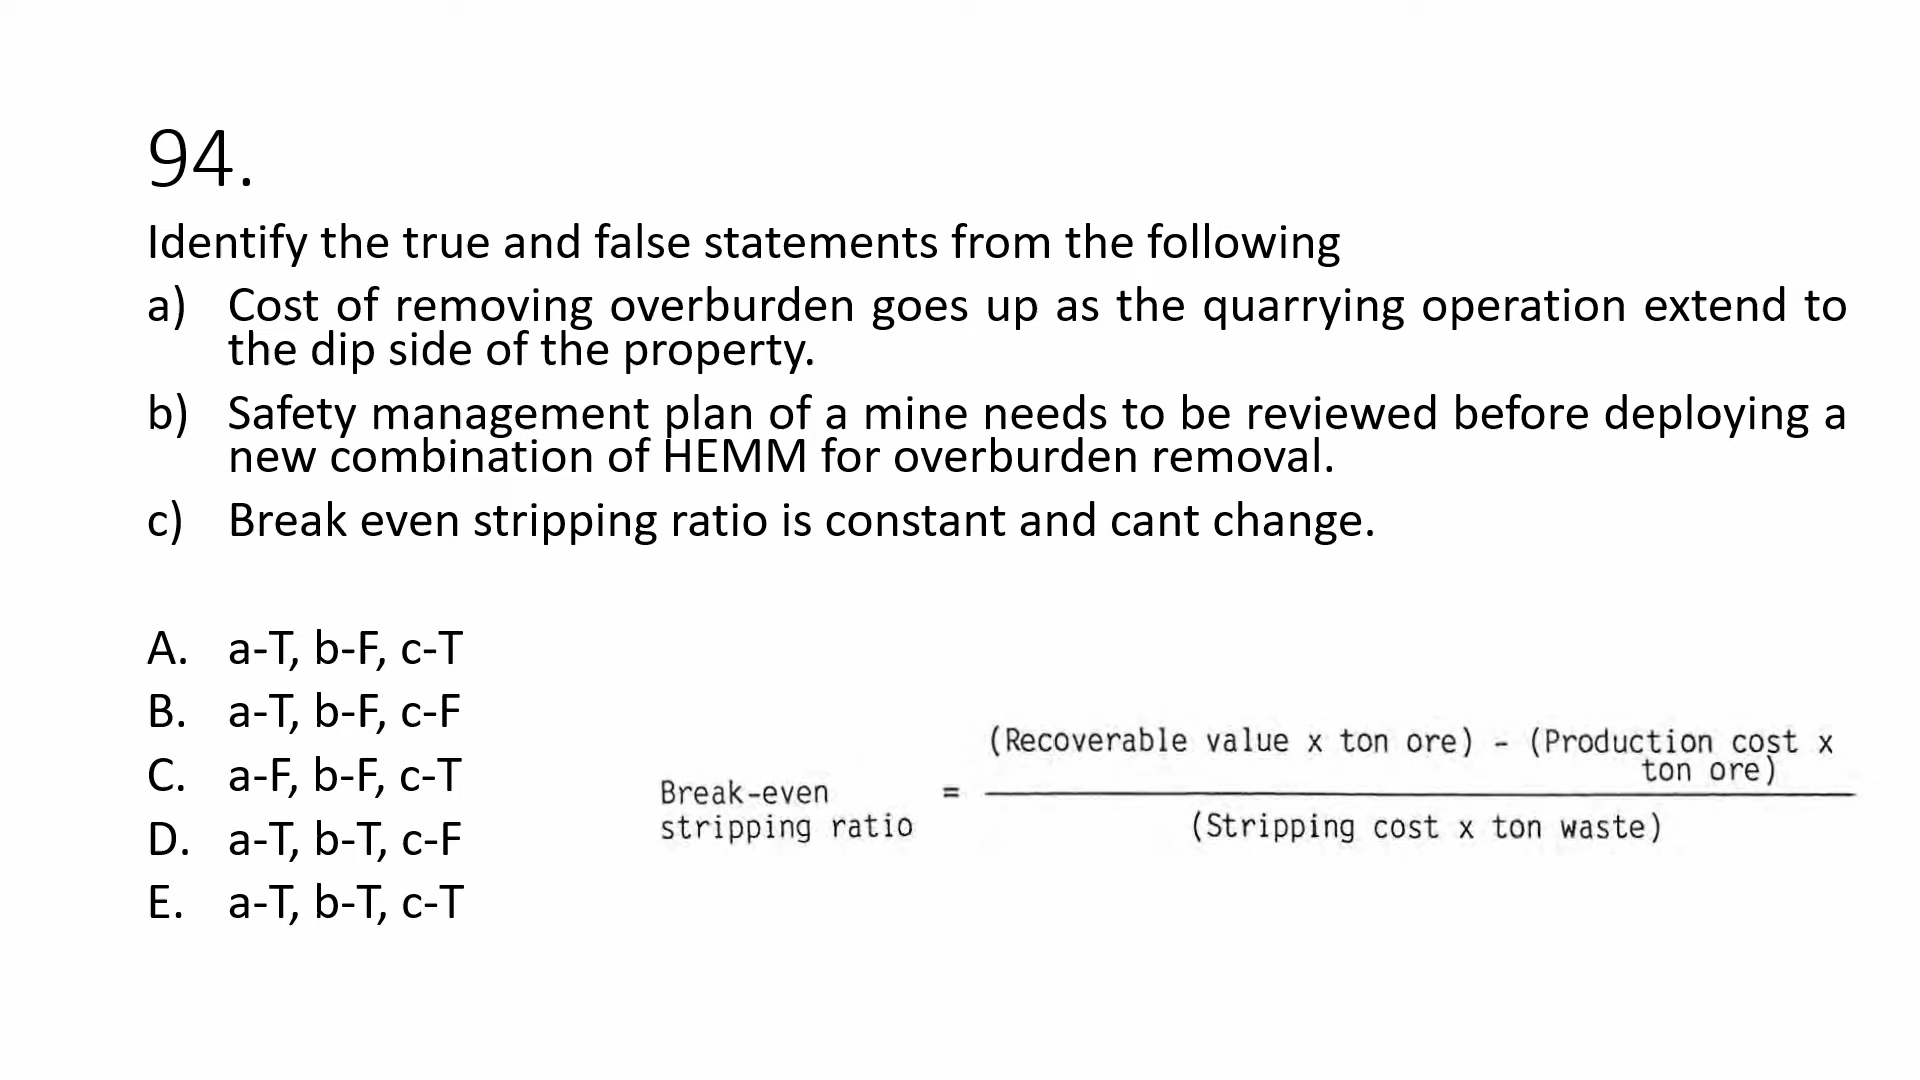 94.
Identify the true and false statements from the following
a) Cost of removing overburden goes up as the quarrying operation extend to
the dip side of the property.
b) Safety management plan of a mine needs to be reviewed before deploying a
new combination of HEMM for overburden removal.
c) Break even stripping ratio is constant and cant change.
A. a-T, b-F, c-T
B. a-T, b-F, c-F
C. a-F, b-F, c-T
D. a-T, b-T, c-F
E. a-T, b-T, c-T
(Recoverable value x ton ore) - (Production cost x
ton ore)
Break-even
stripping ratio =
(Stripping cost x ton waste)